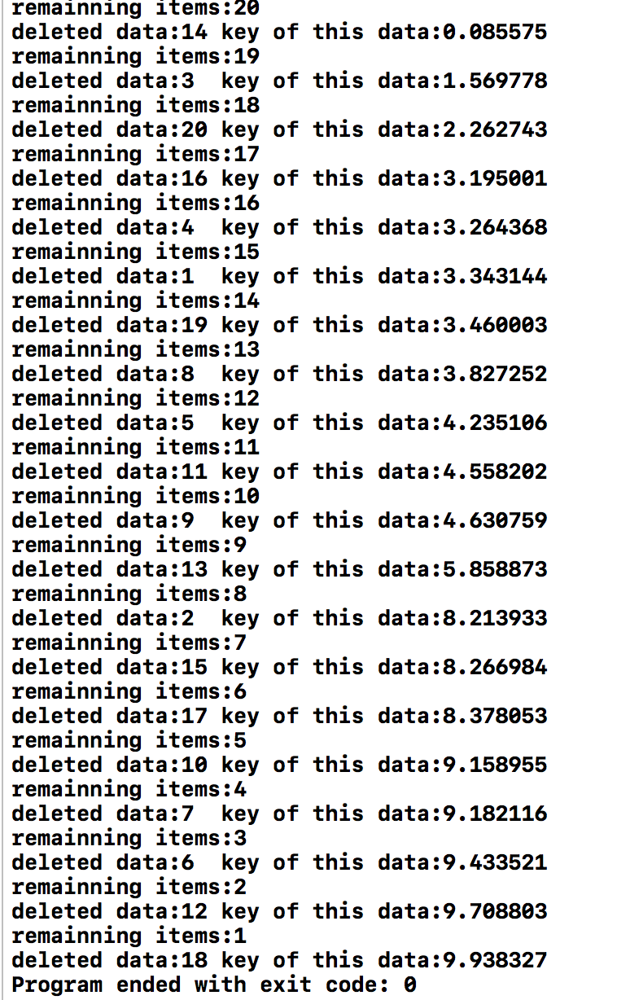 remaining items:20
deleted data:14 key of this data:0.085575
remainning items:19
deleted data:3  key of this data:1.569778
remainning items:18
deleted data:20 key of this data:2.262743
remainning items:17
deleted data:16 key of this data:3.195001
remainning items:16
deleted data:4  key of this data:3.264368
remainning items:15
deleted data:1  key of this data:3.343144
remainning items:14
deleted data:19 key of this data:3.460003
remainning items:13
deleted data:8  key of this data:3.827252
remainning items:12
deleted data:5  key of this data:4.235106
remainning items:11
deleted data:11 key of this data:4.558202
remainning items:10
deleted data:9  key of this data:4.630759
remainning items:9
deleted data:13 key of this data:5.858873
remainning items:8
deleted data:2  key of this data:8.213933
remainning items:7
deleted data:15 key of this data:8.266984
remainning items:6
deleted data:17 key of this data:8.378053
remainning items:5
deleted data:10 key of this data:9.158955
remainning items:4
deleted data:7  key of this data:9.182116
remainning items:3
deleted data:6  key of this data:9.433521
remainning items:2
deleted data:12 key of this data:9.708803
remainning items:1
deleted data:18 key of this data:9.938327
Program ended with exit code: 0